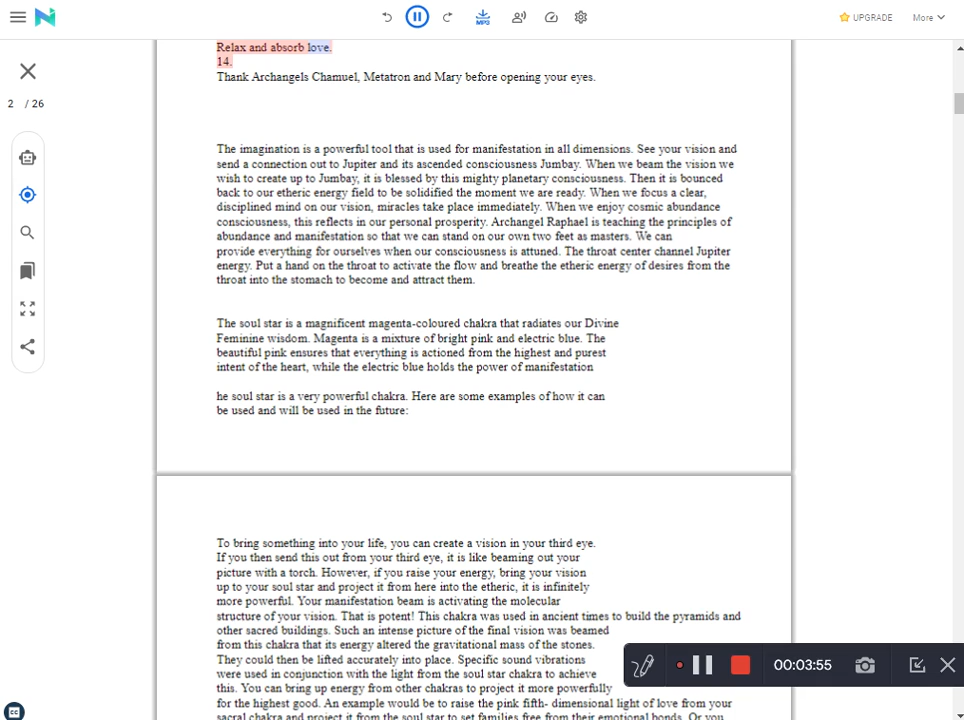 UPGRADE
More
2 / 26
Relax and absorb love.
14.
Thank Archangels Chamuel, Metatron and Mary before opening your eyes.
The imagination is a powerful tool that is used for manifestation in all dimensions. See your vision and
send a connection out to Jupiter and its ascended consciousness Jumbay. When we beam the vision we
wish to create up to Jumbay, it is blessed by this mighty planetary consciousness. Then it is bounced
back to our etheric energy field to be solidified the moment we are ready. When we focus a clear,
disciplined mind on our vision, miracles take place immediately. When we enjoy cosmic abundance
consciousness, this reflects in our personal prosperity. Archangel Raphael is teaching the principles of
abundance and manifestation so that we can stand on our own two feet as masters. We can
provide everything for ourselves when our consciousness is attuned. The throat center channel Jupiter
energy. Put a hand on the throat to activate the flow and breathe the etheric energy of desires from the
throat into the stomach to become and attract them.
The soul star is a magnificent magenta-coloured chakra that radiates our Divine
Feminine wisdom. Magenta is a mixture of bright pink and electric blue. The
beautiful pink ensures that everything is actioned from the highest and purest
intent of the heart, while the electric blue holds the power of manifestation
he soul star is a very powerful chakra. Here are some examples of how it can
be used and will be used in the future:
To bring something into your life, you can create a vision in your third eye.
If you then send this out from your third eye, it is like beaming out your
picture with a torch. However, if you raise your energy, bring your vision
up to your soul star and project it from here into the etheric, it is infinitely
more powerful. Your manifestation beam is activating the molecular
structure of your vision. That is potent! This chakra was used in ancient times to build the pyramids and
other sacred buildings. Such an intense picture of the final vision was beamed
from this chakra that its energy altered the gravitational mass of the stones.
They could then be lifted accurately into place. Specific sound vibrations
were used in conjunction with the light from the soul star chakra to achieve
this. You can bring up energy from other chakras to project it more powerfully
for the highest good. An example would be to raise the pink fifth- dimensional light of love from your
sacral chakra and project it from the soul star to set families free from their emotional bonds. Or you
00:03:55
MP3
CC